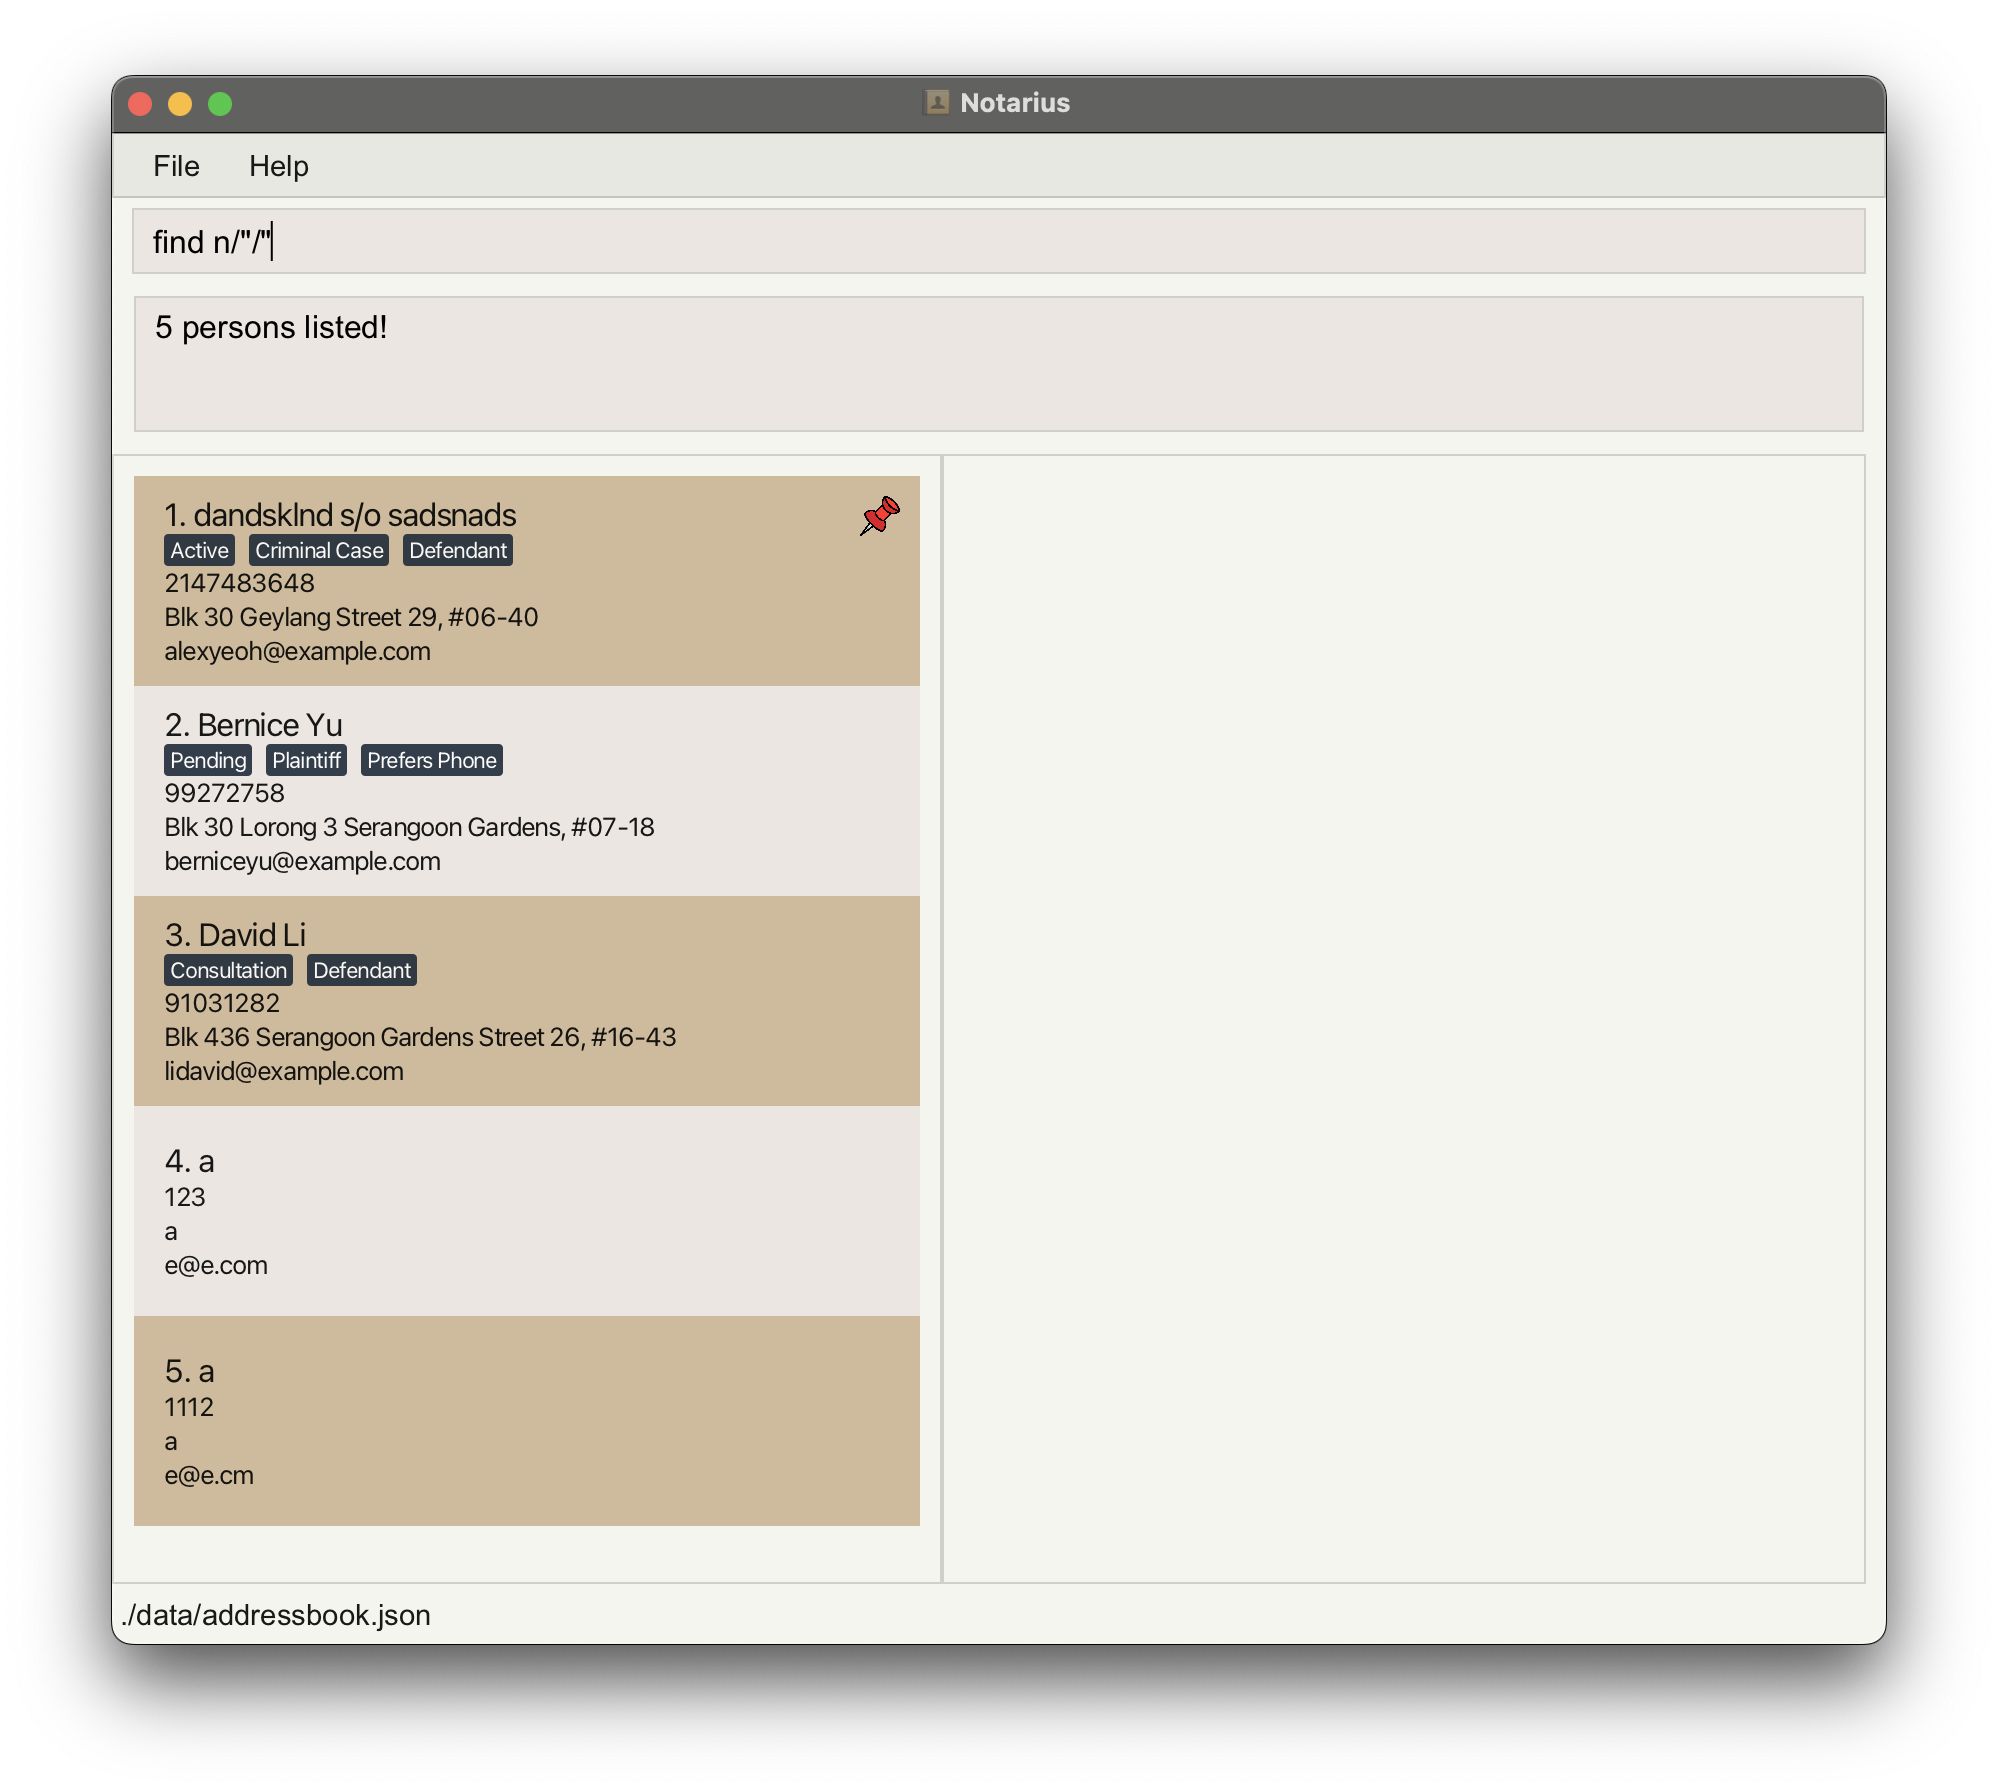 Notarius
File Help
find n/"/"
5 persons listed!
1. dandsklnd s/o sadsnads
Active Criminal Case Defendant
2147483648
Blk 30 Geylang Street 29, #06-40
alexyeoh@example.com
2. Bernice Yu
Pending Plaintiff Prefers Phone
99272758
Blk 30 Lorong 3 Serangoon Gardens, #07-18
berniceyu@example.com
3. David Li
Consultation Defendant
91031282
Blk 436 Serangoon Gardens Street 26, #16-43
lidavid@example.com
4. a
123
a
e@e.com
5. a
1112
a
e@e.cm
./data/addressbook.json